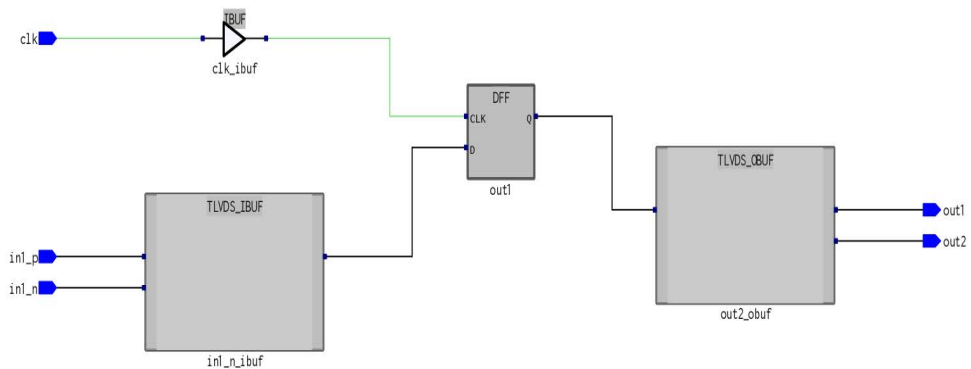 IBUF
clk
clk_ibuf
DFF
CLK
Q
D
out1
TLVDS_OBUF
out1
out2
out2_obuf
TLVDS_IBUF
in1_p
in1_n
in1_n_ibuf